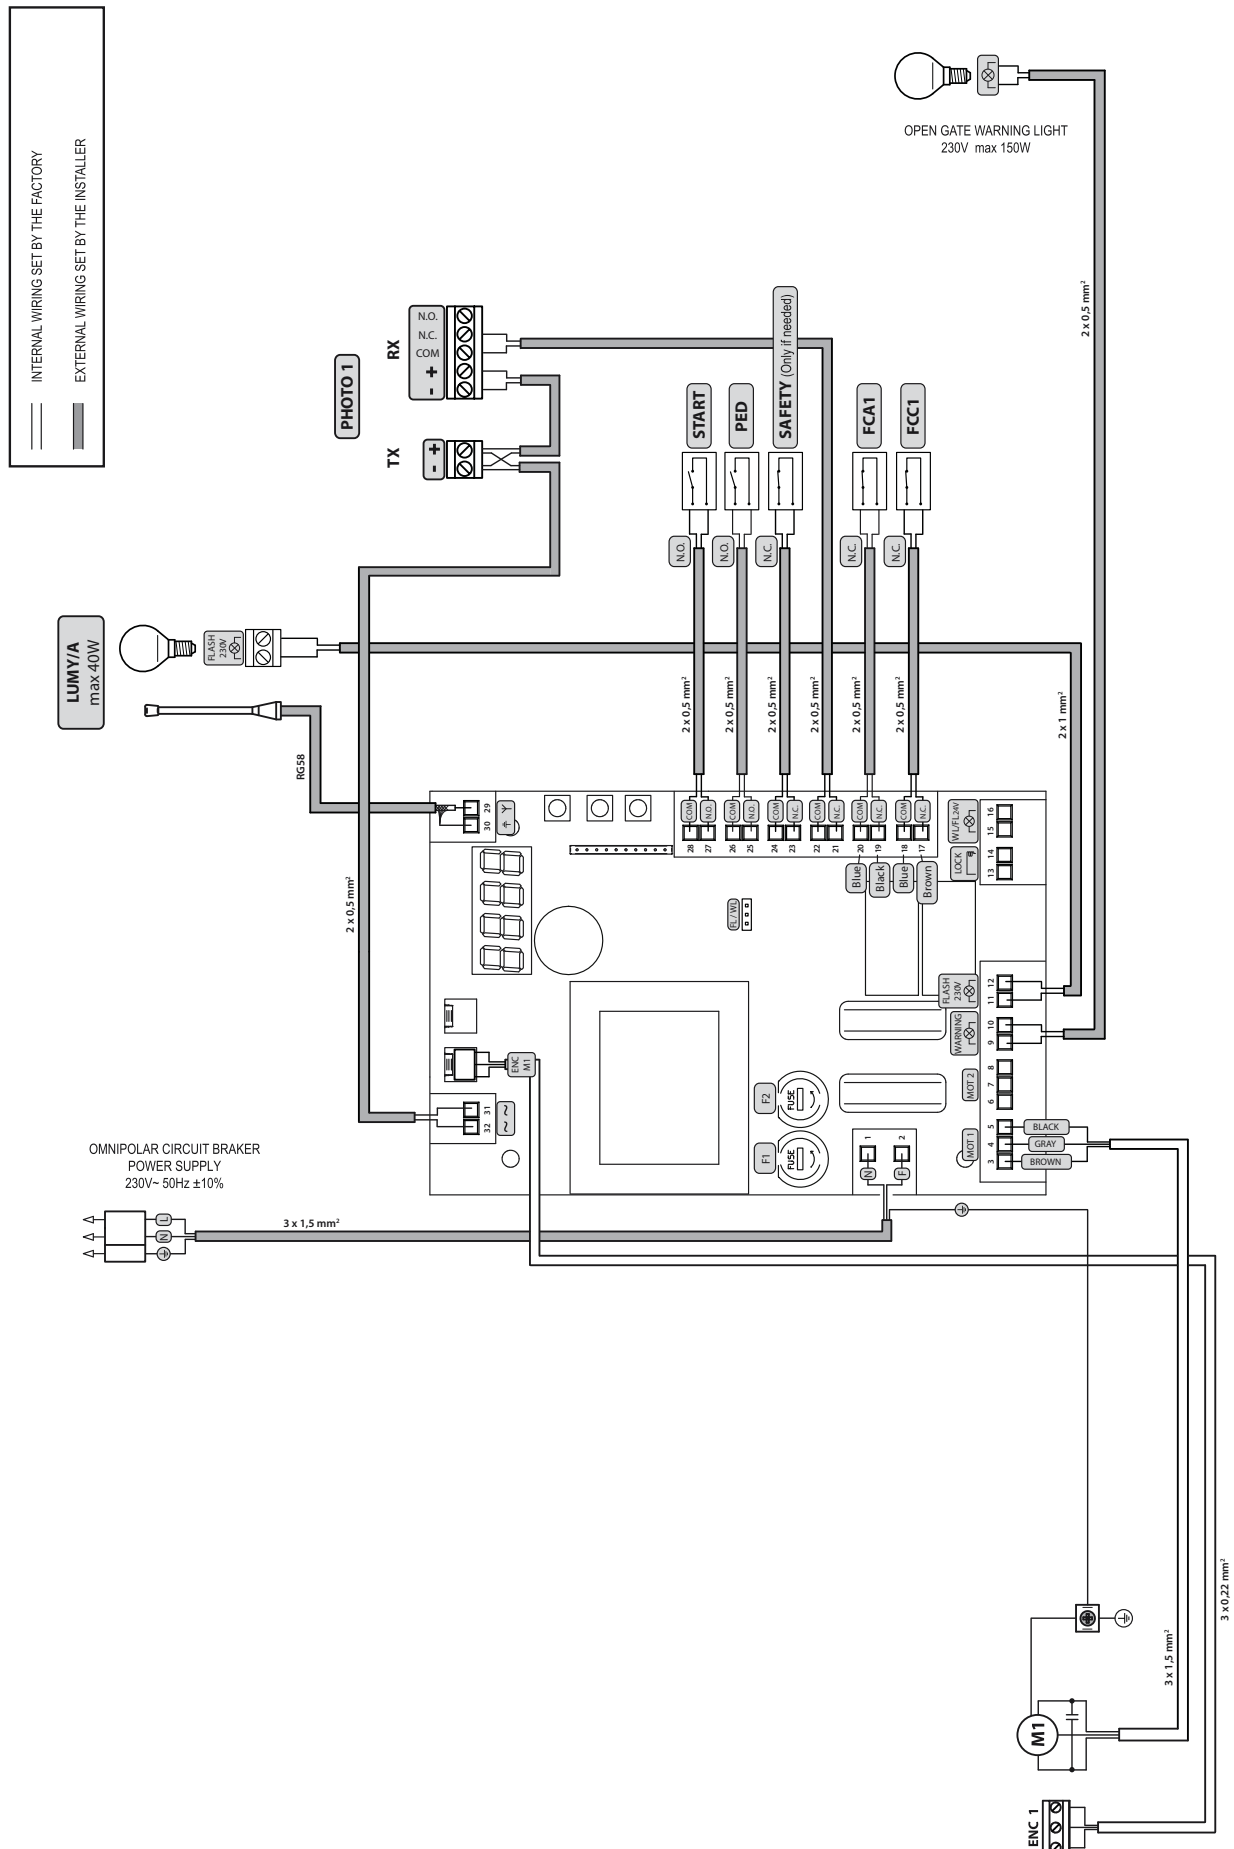 INTERNAL WIRING SET BY THE FACTORY
EXTERNAL WIRING SET BY THE INSTALLER
OPEN GATE WARNING LIGHT
230V max 150W
2 x 0,5 mm²
PHOTO 1
RX
N.O.
N.C.
COM
- +
TX
- +
START
PED
SAFETY (Only if needed)
FCA1
FCC1
N.O.
N.O.
N.C.
N.C.
N.C.
LUMY/A
max 40W
FLASH
230V
RG58
2 x 0,5 mm²
2 x 0,5 mm²
2 x 0,5 mm²
2 x 0,5 mm²
2 x 0,5 mm²
2 x 0,5 mm²
2 x 1 mm²
2 x 0,5 mm²
29
30
COM
N.O.
COM
N.O.
COM
N.C.
COM
N.C.
COM
N.C.
COM
N.C.
28
27
26
25
24
23
22
21
20
19
18
17
Blue
Black
Blue
Brown
WL/FL24V
16
15
LOCK
14
13
FL / WL
FLASH
230V
12
11
WARNING
10
9
MOT 2
8
7
6
MOT 1
5
4
3
BLACK
GRAY
BROWN
ENC
M1
31
32
~ ~
F2
FUSE
F1
FUSE
1
2
N
F
OMNIPOLAR CIRCUIT BRAKER
POWER SUPPLY
230V~ 50Hz ±10%
L
N
3 x 1,5 mm²
3 x 0,22 mm²
3 x 1,5 mm²
M1
ENC 1